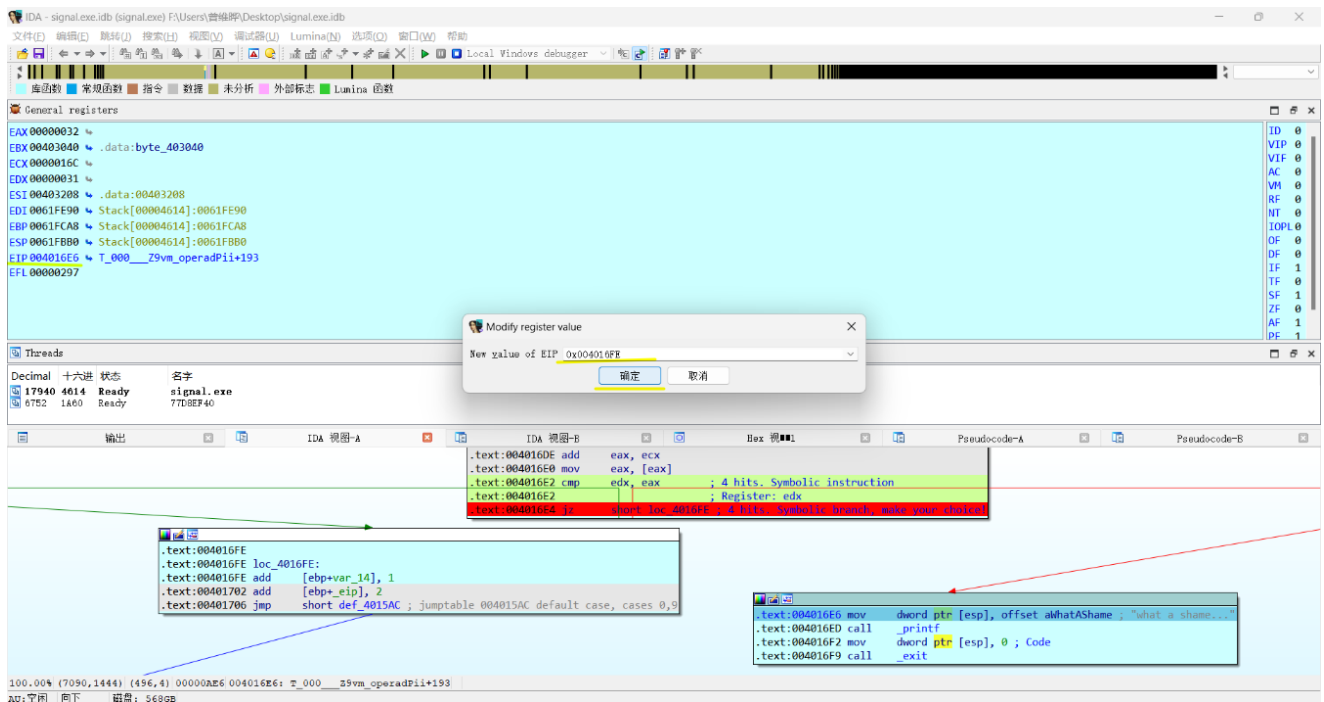 IDA - signal.exe.idb (signal.exe) F:\Users\曾维晔\Desktop\signal.exe.idb
文件(F) 编辑(E) 跳转(J) 搜索(H) 视图(V) 调试器(U) Lumina(N) 选项(O) 窗口(W) 帮助
Local Windows debugger
库函数 常规函数 指令 数据 未分析 外部标志 Lumina 函数
General registers
EAX 00000032
EBX 00403040 .data:byte_403040
ECX 0000016C
EDX 00000031
ESI 00403208 .data:00403208
EDI 0061FE90 Stack[00004614]:0061FE90
EBP 0061FCA8 Stack[00004614]:0061FCA8
ESP 0061FBB0 Stack[00004614]:0061FBB0
EIP 004016E6 T_000___Z9vm_operadPii+193
EFL 00000297
ID 0
VIP 0
VIF 0
AC 0
VM 0
RF 0
NT 0
IOPL 0
OF 0
DF 0
IF 1
TF 0
SF 1
ZF 0
AF 1
PF 1
Modify register value
New value of EIP 0x004016FE
确定 取消
Threads
Decimal 十六进 状态 名字
17940 4614 Ready signal.exe
6752 1A60 Ready 77D8EF40
输出 IDA 视图-A IDA 视图-B Hex 视 1 Pseudocode-A Pseudocode-B
.text:004016DE add eax, ecx
.text:004016E0 mov eax, [eax]
.text:004016E2 cmp edx, eax ; 4 hits. Symbolic instruction
.text:004016E2 ; Register: edx
.text:004016E4 jz short loc_4016FE ; 4 hits. Symbolic branch, make your choice!
.text:004016FE
.text:004016FE loc_4016FE:
.text:004016FE add [ebp+var_14], 1
.text:00401702 add [ebp+_eip], 2
.text:00401706 jmp short def_4015AC ; jumptable 004015AC default case, cases 0,9
.text:004016E6 mov dword ptr [esp], offset aWhatAShame ; "what a shame..."
.text:004016ED call _printf
.text:004016F2 mov dword ptr [esp], 0 ; Code
.text:004016F9 call _exit
100.00% (7090,1444) (496,4) 00000AE6 004016E6: T_000___Z9vm_operadPii+193
AU:空闲 向下 磁盘: 568GB